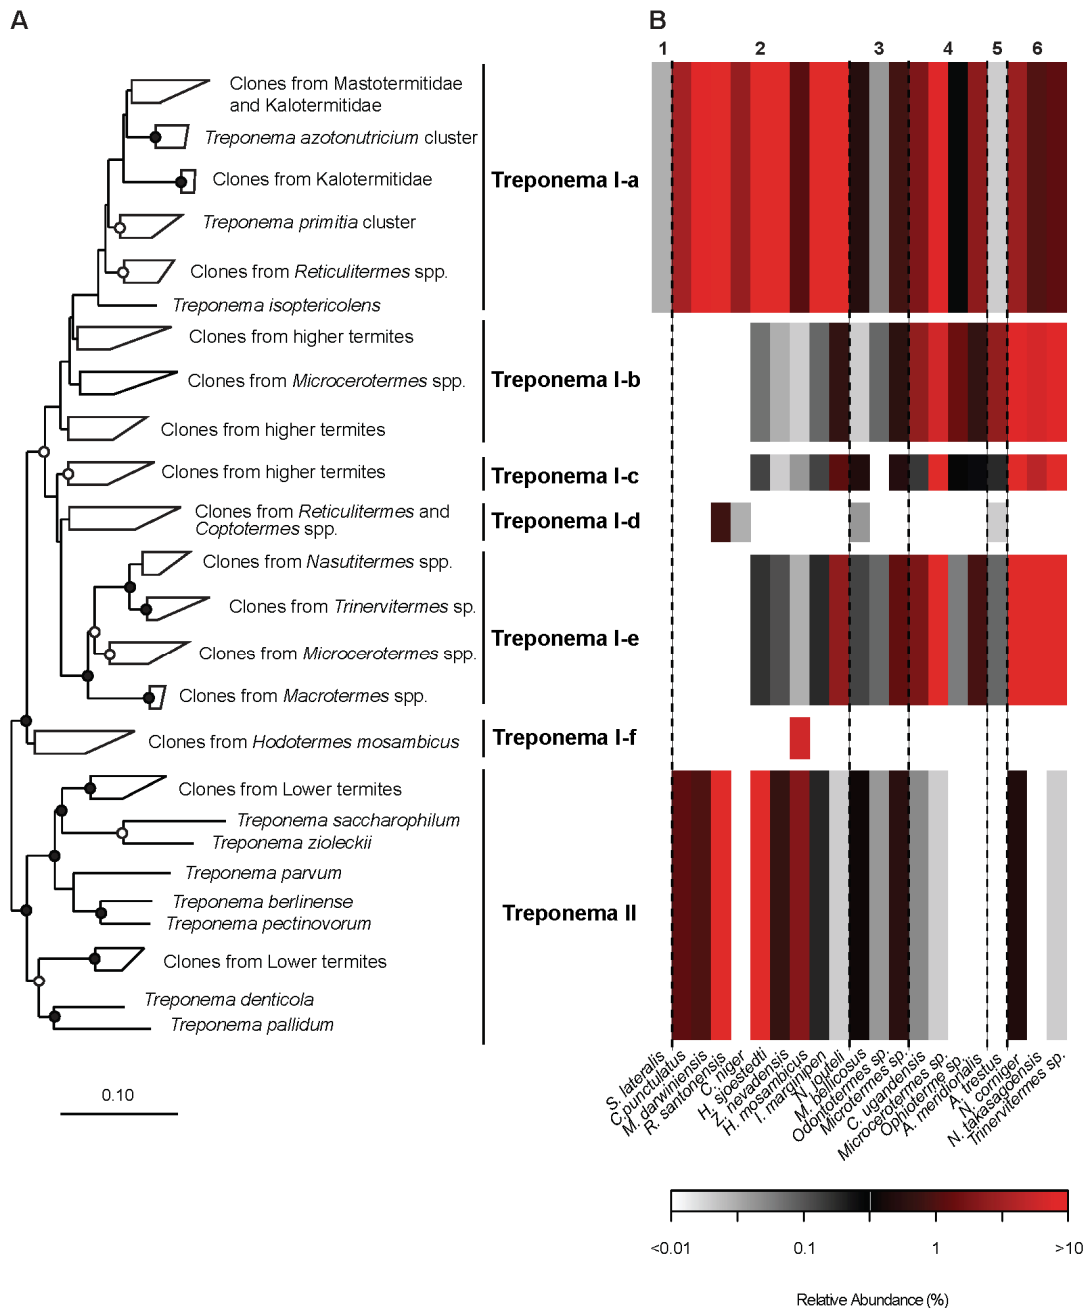 A
B
1 2 3 4 5 6
Clones from Mastotermitidae
and Kalotermitidae
Treponema azotonutricium cluster
Clones from Kalotermitidae
Treponema I-a
Treponema primitia cluster
Clones from Reticulitermes spp.
Treponema isoptericolens
Clones from higher termites
Clones from Microcerotermes spp.
Treponema I-b
Clones from higher termites
Clones from higher termites
Treponema I-c
Clones from Reticulitermes and
Coptotermes spp.
Treponema I-d
Clones from Nasutitermes spp.
Clones from Trinervitermes sp.
Treponema I-e
Clones from Microcerotermes spp.
Clones from Macrotermes spp.
Clones from Hodotermes mosambicus
Treponema I-f
Clones from Lower termites
Treponema saccharophilum
Treponema zioleckii
Treponema parvum
Treponema berlinense
Treponema II
Treponema pectinovorum
Clones from Lower termites
Treponema denticola
Treponema pallidum
S. lateralis
C.punctulatus
M. darwiniensis
R. santonensis
C. niger
H. sjoestedti
Z. nevadensis
H. mosambicus
I. marginipen
N. jouteli
M. bellicosus
Odontotermes sp.
Microtermes sp.
C. ugandensis
Microcerotermes sp.
Ophioterme sp.
A. meridionalis
A. trestus
N. corniger
N. takasagoensis
Trinervitermes sp.
0.10
<0.01 0.1 1 >10
Relative Abundance (%)